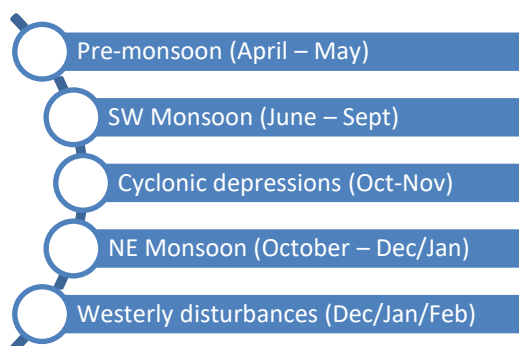 Pre-monsoon (April – May)
SW Monsoon (June – Sept)
Cyclonic depressions (Oct-Nov)
NE Monsoon (October – Dec/Jan)
Westerly disturbances (Dec/Jan/Feb)